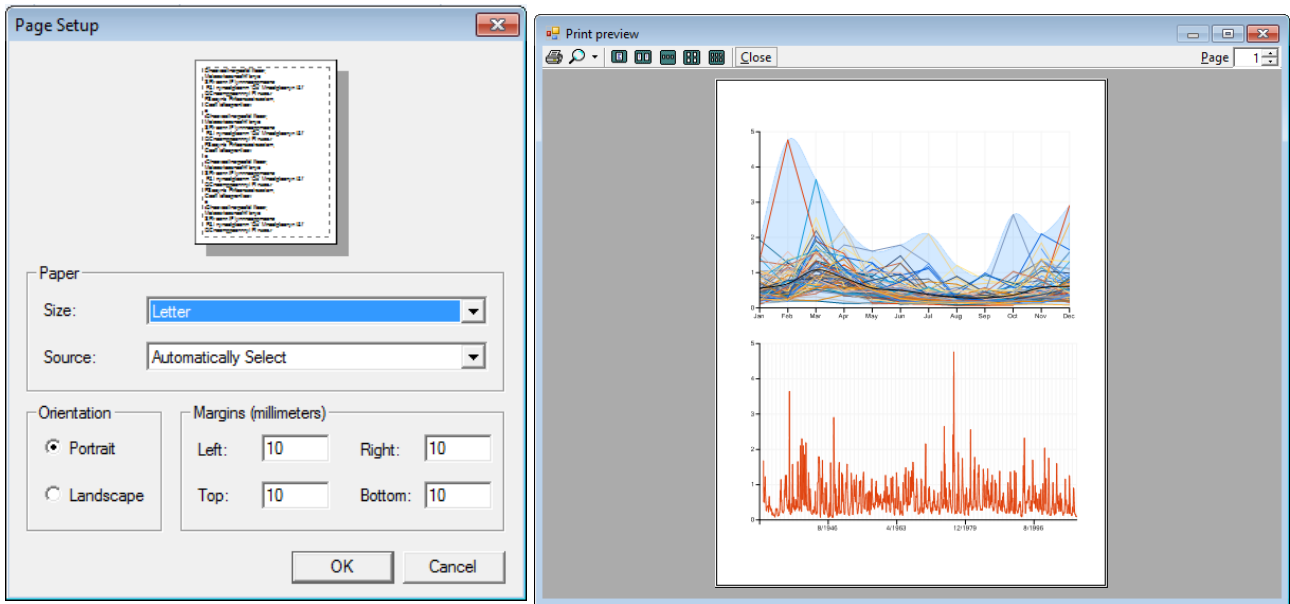 Page Setup
Paper
Size: Letter
Source: Automatically Select
Orientation
Portrait
Landscape
Margins (millimeters)
Left: 10 Right: 10
Top: 10 Bottom: 10
OK Cancel
Print preview
Close Page 1
5
4
3
2
1
0
Jan Feb Mar Apr May Jun Jul Aug Sep Oct Nov Dec
5
4
3
2
1
0
8/1946 4/1963 12/1979 8/1996